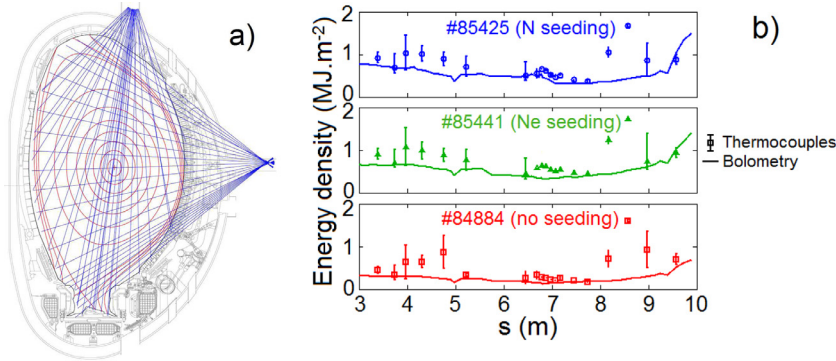 a)
b)
Energy density (MJ.m-2)
2
#85425 (N seeding)
1
0
2
#85441 (Ne seeding)
1
0
2
#84884 (no seeding)
1
0
3 4 5 6 7 8 9 10
s (m)
Thermocouples
Bolometry